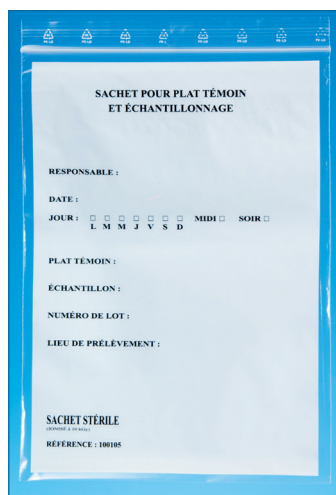 SACHET POUR PLAT TÉMOIN
ET ÉCHANTILLONNAGE
RESPONSABLE :
DATE :
JOUR : □ □ □ □ □ □ □ MIDI □ SOIR □
L M M J V S D
PLAT TÉMOIN :
ÉCHANTILLON :
NUMÉRO DE LOT :
LIEU DE PRÉLÈVEMENT :
SACHET STÉRILE
RÉFÉRENCE : 100105